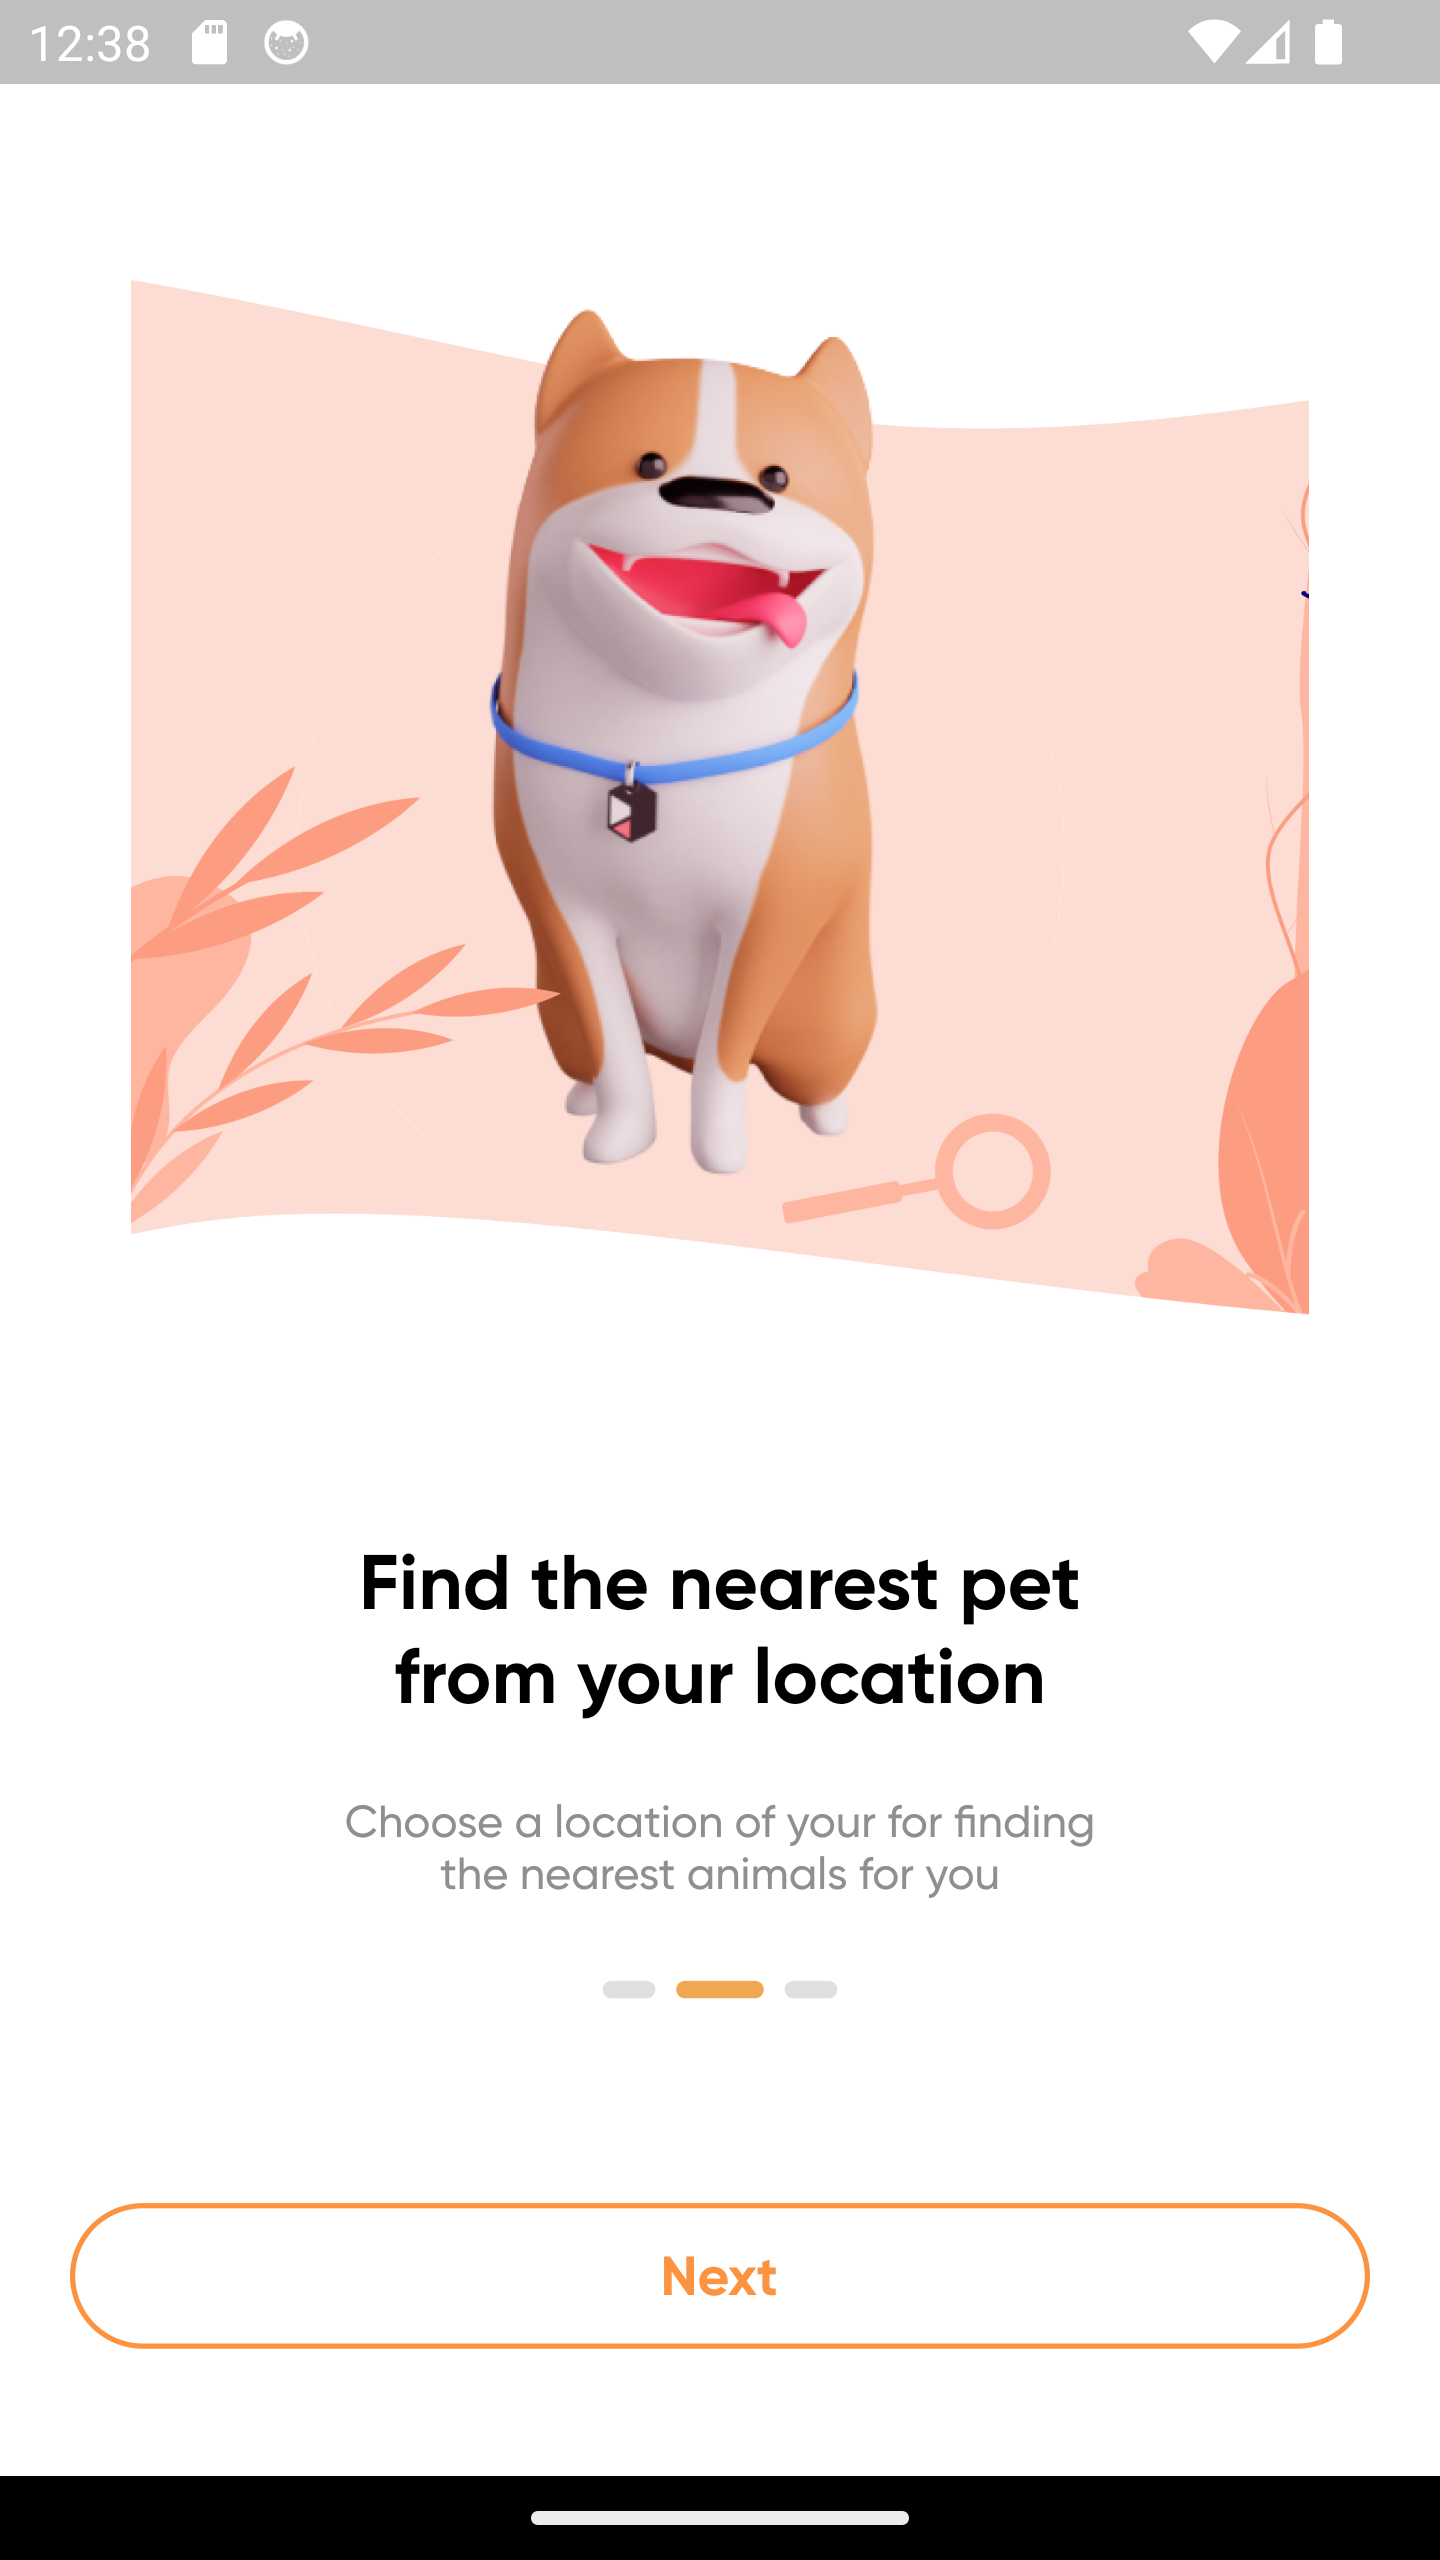 12:38
Find the nearest pet
from your location
Choose a location of your for finding
the nearest animals for you
Next